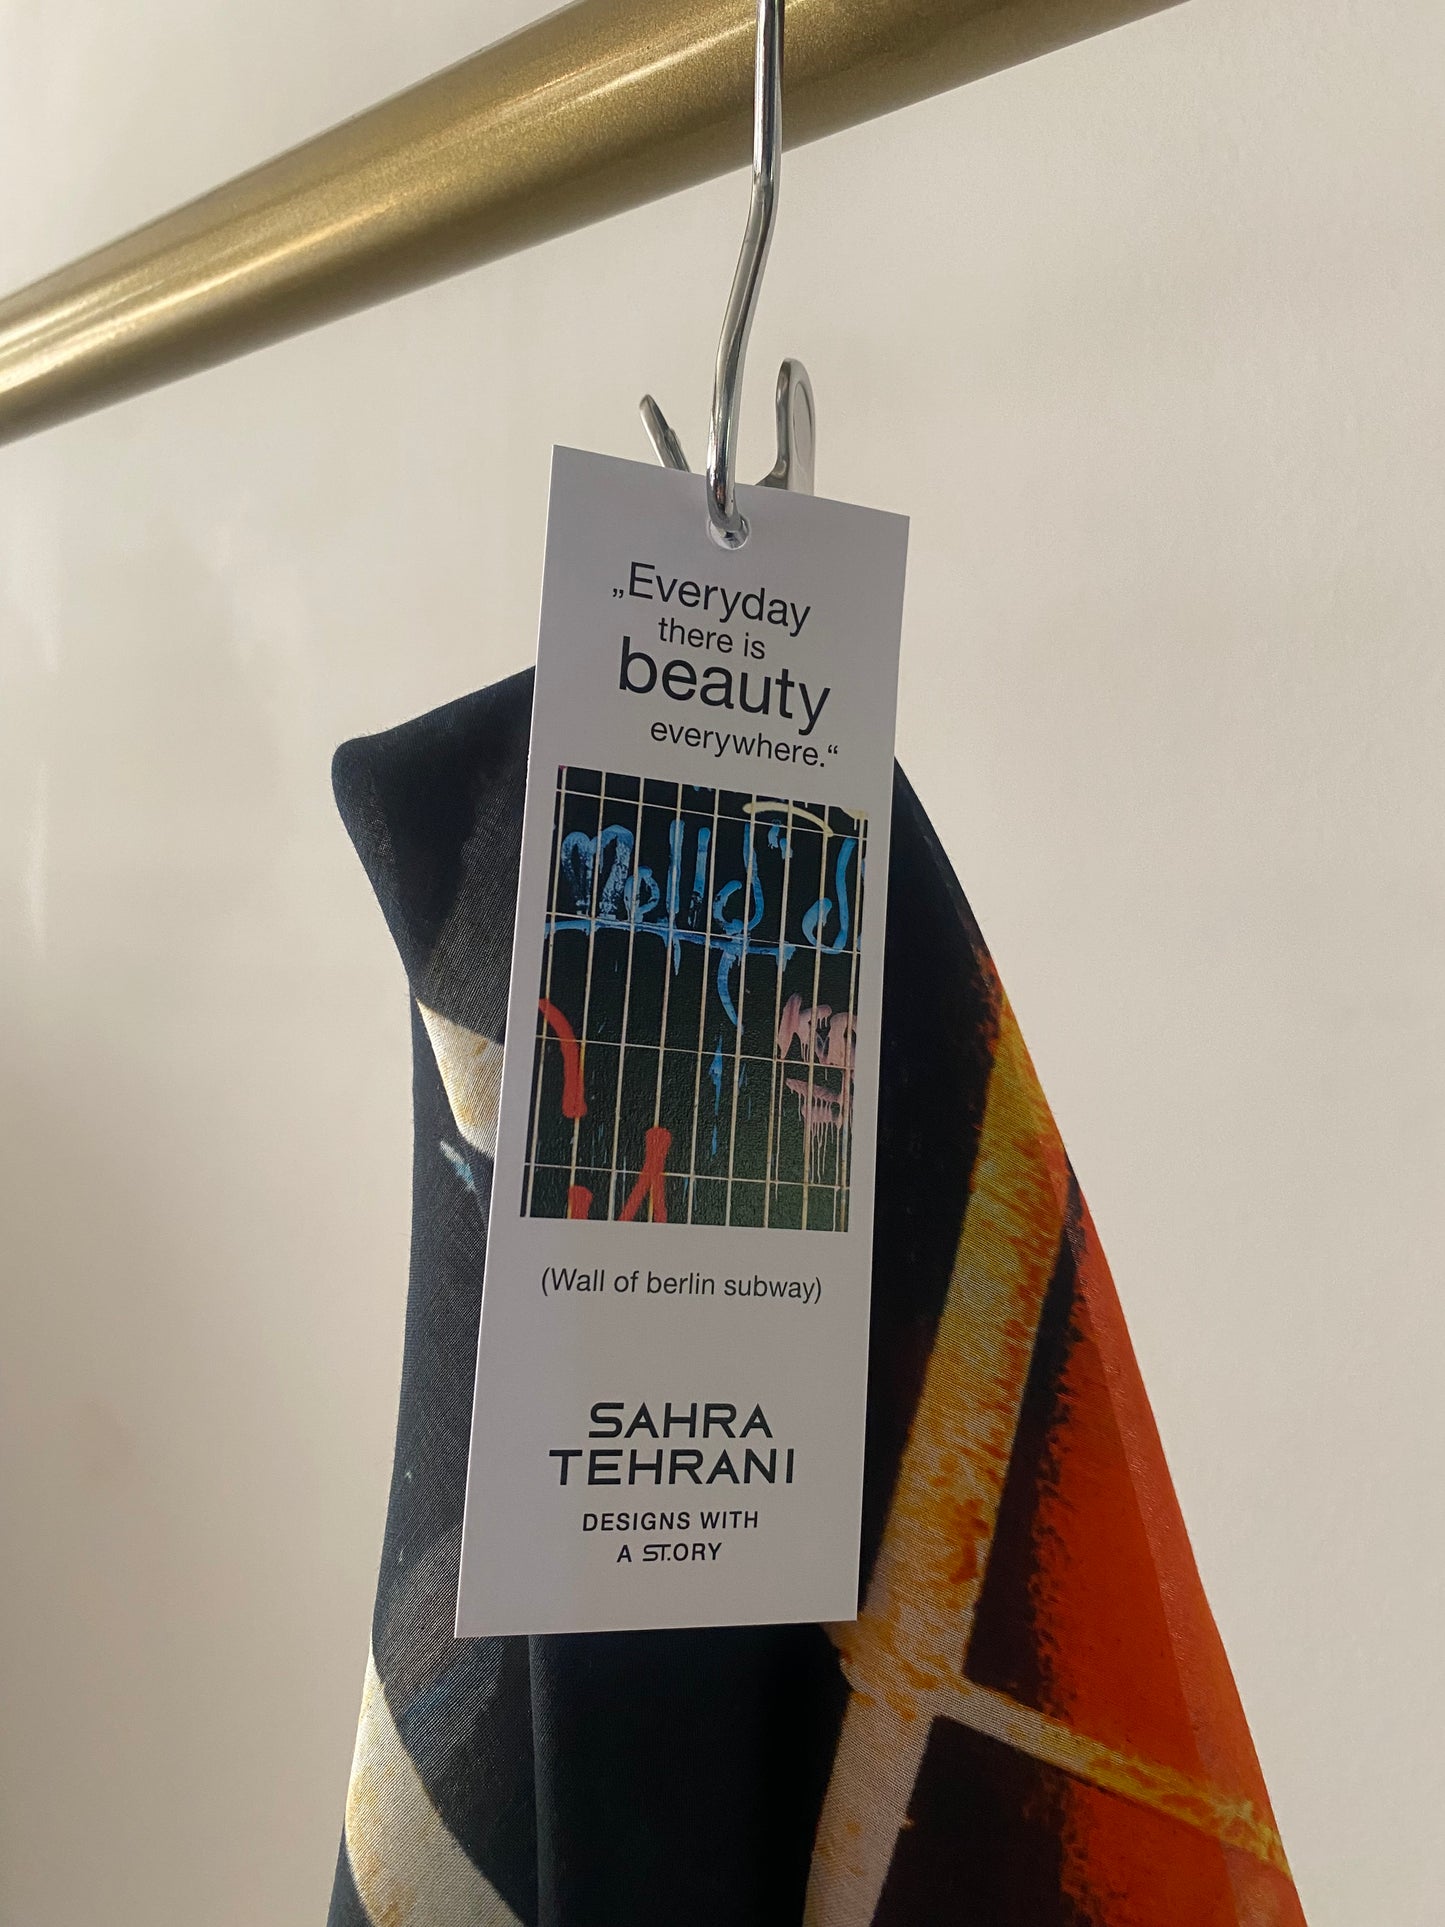 „Everyday
there is
beauty
everywhere.“
(Wall of berlin subway)
SAHRA
TEHRANI
DESIGNS WITH
A ST.ORY